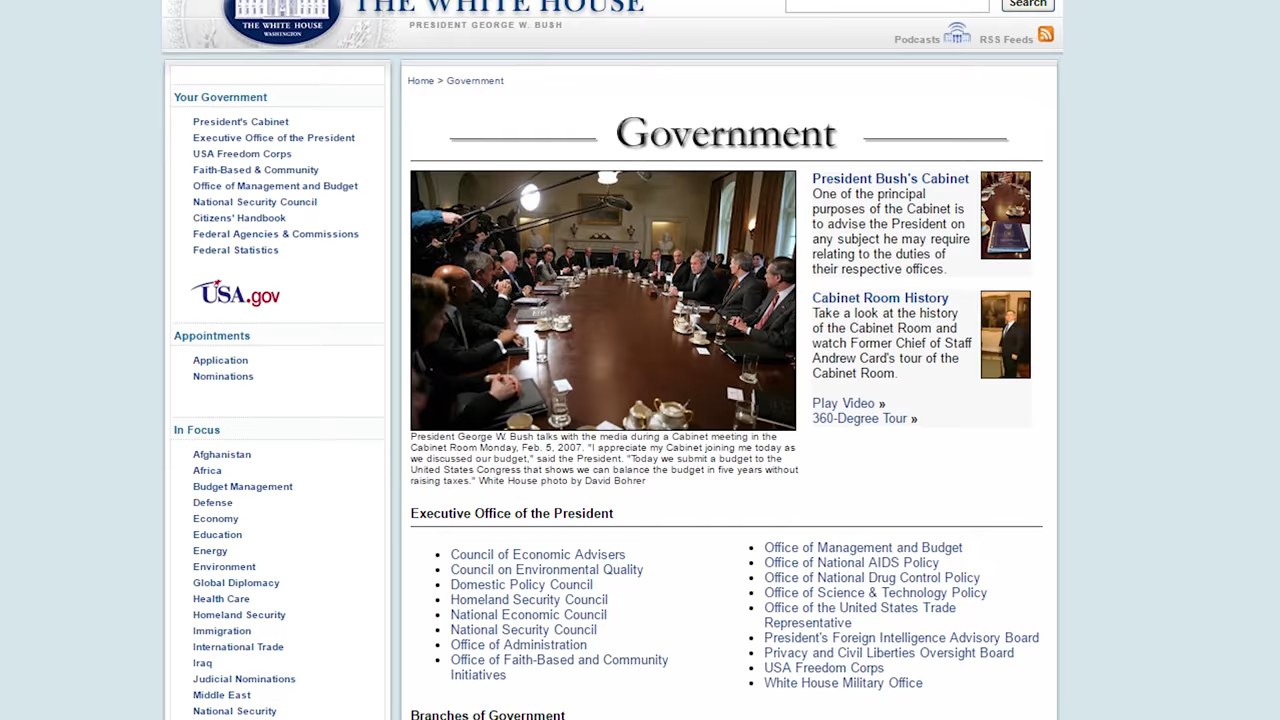 THE WHITE HOUSE
PRESIDENT GEORGE W. BUSH
THE WHITE HOUSE
WASHINGTON
Search
Podcasts
RSS Feeds
Your Government
President's Cabinet
Executive Office of the President
USA Freedom Corps
Faith-Based & Community
Office of Management and Budget
National Security Council
Citizens' Handbook
Federal Agencies & Commissions
Federal Statistics
USA.gov
Appointments
Application
Nominations
In Focus
Afghanistan
Africa
Budget Management
Defense
Economy
Education
Energy
Environment
Global Diplomacy
Health Care
Homeland Security
Immigration
International Trade
Iraq
Judicial Nominations
Middle East
National Security
Home > Government
Government
President Bush's Cabinet
One of the principal
purposes of the Cabinet is
to advise the President on
any subject he may require
relating to the duties of
their respective offices.
Cabinet Room History
Take a look at the history
of the Cabinet Room and
watch Former Chief of Staff
Andrew Card's tour of the
Cabinet Room.
Play Video »
360-Degree Tour »
President George W. Bush talks with the media during a Cabinet meeting in the
Cabinet Room Monday, Feb. 5, 2007. "I appreciate my Cabinet joining me today as
we discussed our budget," said the President. "Today we submit a budget to the
United States Congress that shows we can balance the budget in five years without
raising taxes." White House photo by David Bohrer
Executive Office of the President
Council of Economic Advisers
Council on Environmental Quality
Domestic Policy Council
Homeland Security Council
National Economic Council
National Security Council
Office of Administration
Office of Faith-Based and Community
Initiatives
Office of Management and Budget
Office of National AIDS Policy
Office of National Drug Control Policy
Office of Science & Technology Policy
Office of the United States Trade
Representative
President's Foreign Intelligence Advisory Board
Privacy and Civil Liberties Oversight Board
USA Freedom Corps
White House Military Office
Branches of Government